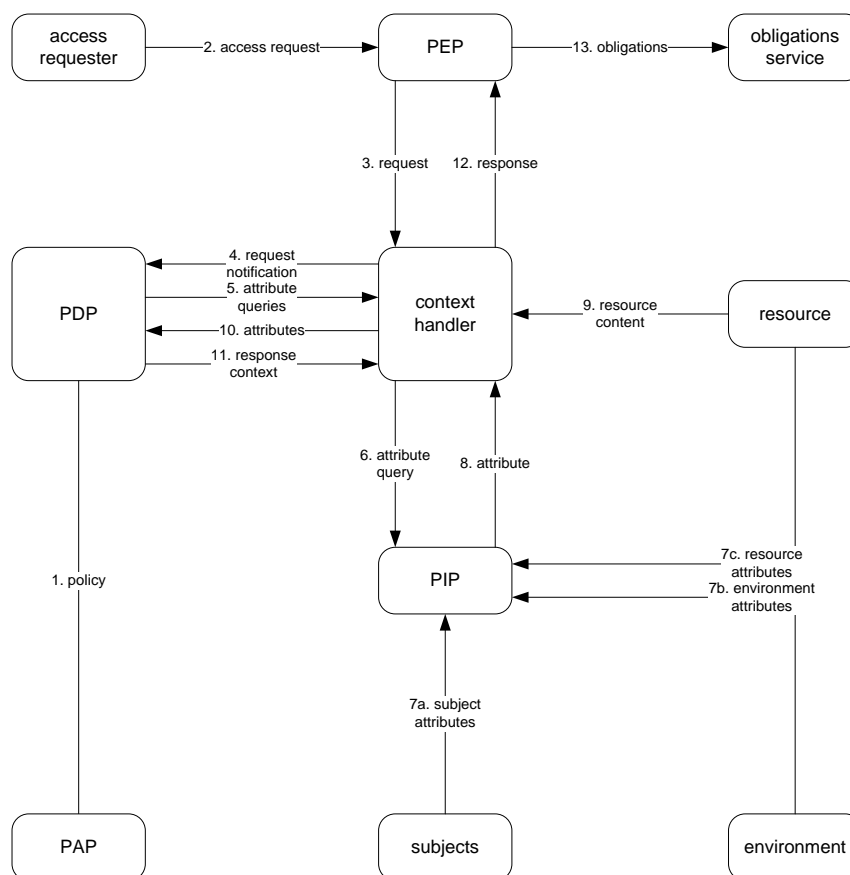 access
requester
2. access request
PEP
13. obligations
obligations
service
3. request
12. response
PDP
4. request
notification
5. attribute
queries
10. attributes
11. response
context
context
handler
9. resource
content
resource
6. attribute
query
8. attribute
1. policy
PIP
7c. resource
attributes
7b. environment
attributes
7a. subject
attributes
PAP
subjects
environment